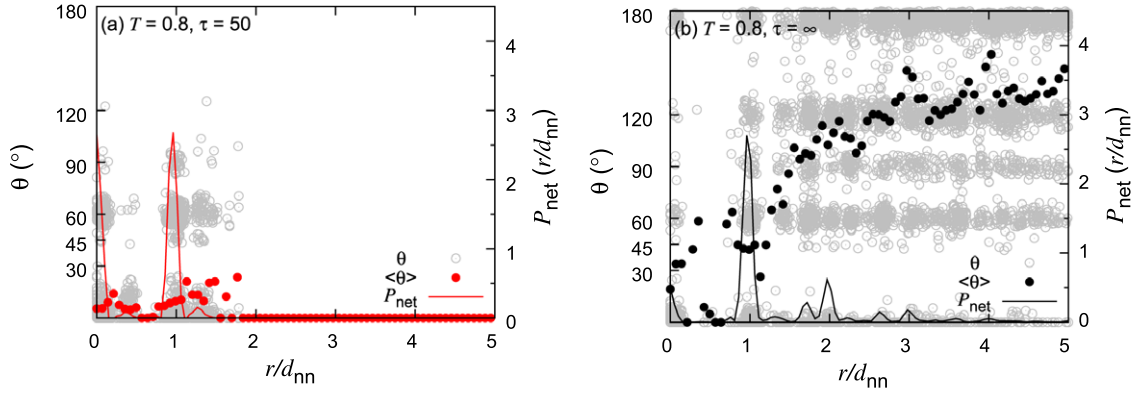 (a) T = 0.8, τ = 50
180
120
90
60
45
30
0
θ (°)
4
3
2
1
0
P_net (r/d_nn)
θ
<θ>
P_net
0 1 2 3 4 5
r/d_nn
(b) T = 0.8, τ = ∞
180
120
90
60
45
30
0
θ (°)
4
3
2
1
0
P_net (r/d_nn)
θ
<θ>
P_net
0 1 2 3 4 5
r/d_nn